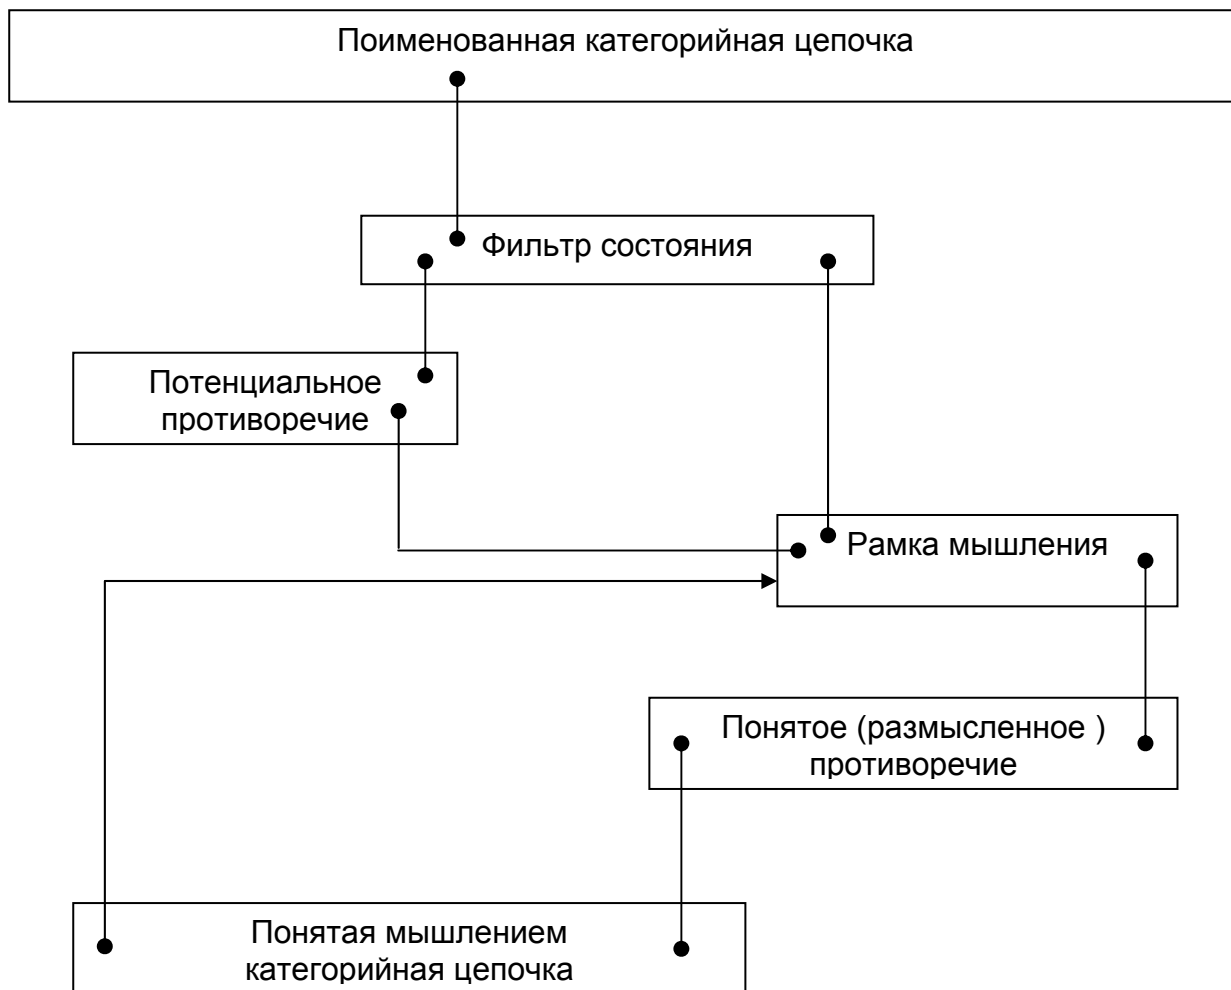 Поименованная категорийная цепочка
Фильтр состояния
Потенциальное
противоречие
Рамка мышления
Понятое (размысленное )
противоречие
Понятая мышлением
категорийная цепочка